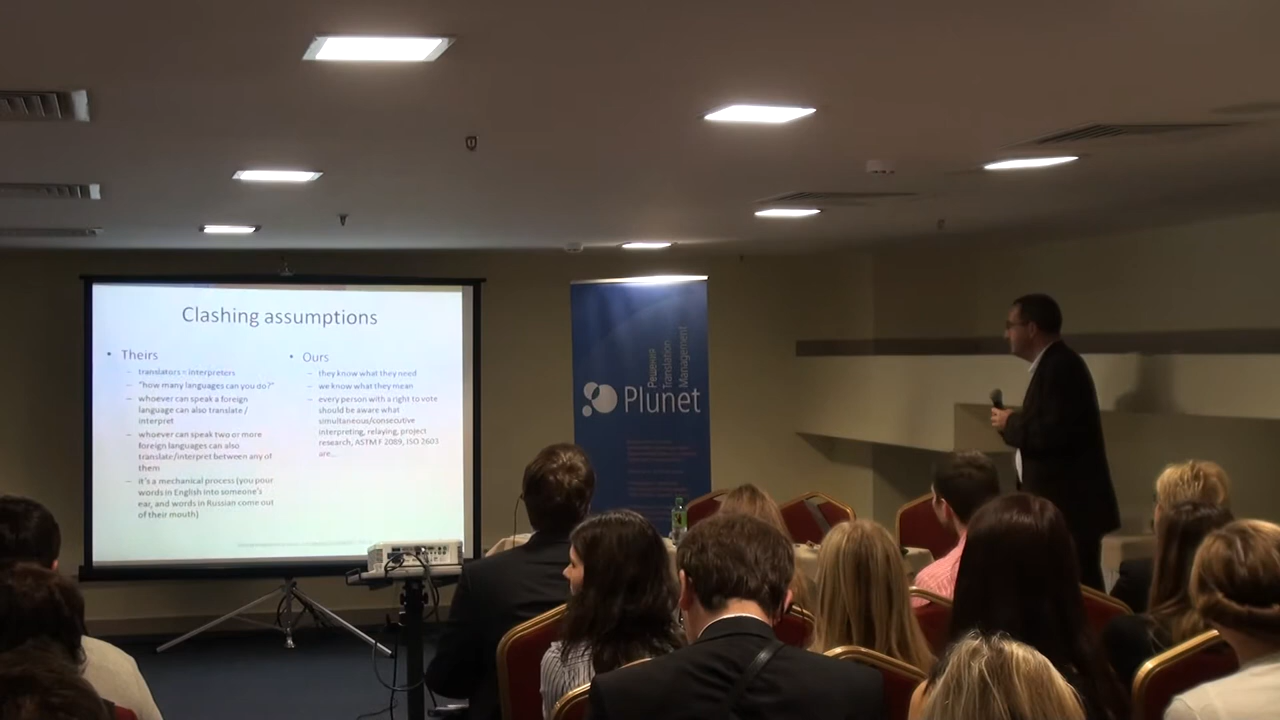 Clashing assumptions
• Theirs
– translators = interpreters
– "how many languages can you do?"
– whoever can speak a foreign
language can also translate /
interpret
– whoever can speak two or more
foreign languages can also
translate/interpret between any of
them
– it's a mechanical process (you pour
words in English into someone's
ear, and words in Russian come out
of their mouth)
• Ours
– they know what they need
– we know what they mean
– every person with a right to vote
should be aware what
simultaneous/consecutive
interpreting, relaying, project
research, ASTM F 2089, ISO 2603
are...
Решения
Translation
Management
Plunet